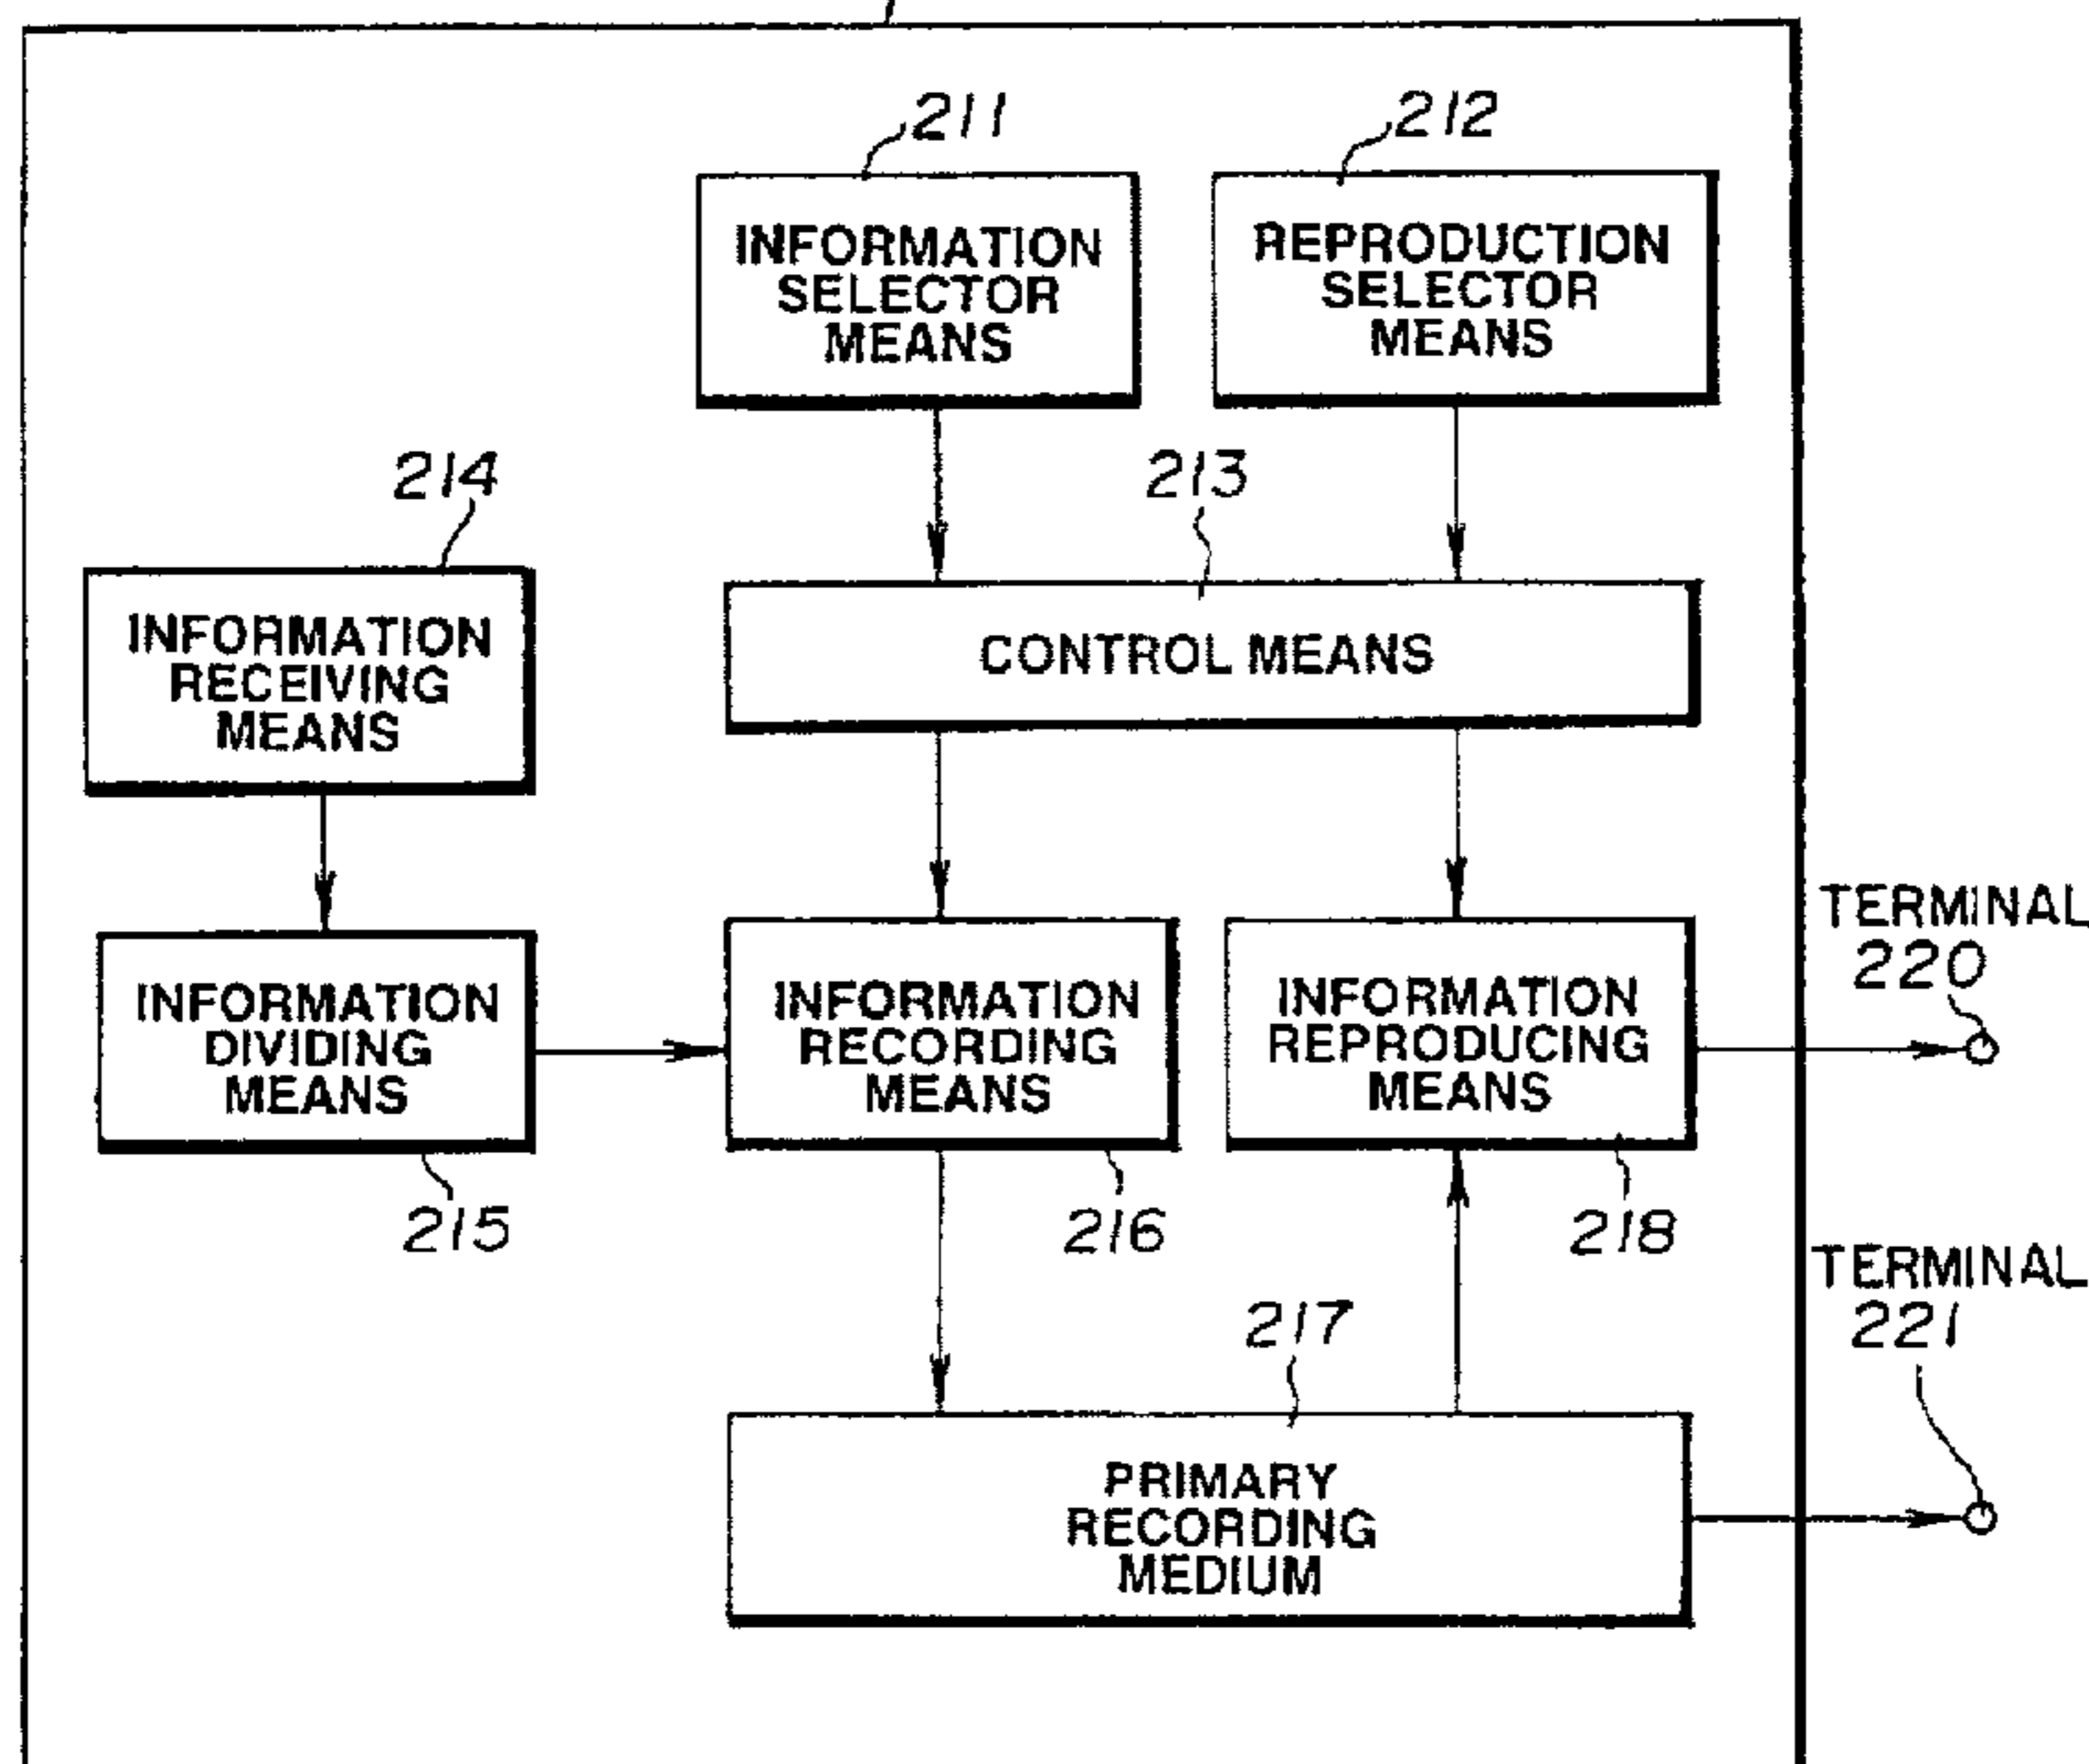 211
212
INFORMATION
SELECTOR
MEANS
REPRODUCTION
SELECTOR
MEANS
214
213
INFORMATION
RECEIVING
MEANS
CONTROL MEANS
TERMINAL
220
INFORMATION
DIVIDING
MEANS
INFORMATION
RECORDING
MEANS
INFORMATION
REPRODUCING
MEANS
215
216
218
TERMINAL
221
217
PRIMARY
RECORDING
MEDIUM